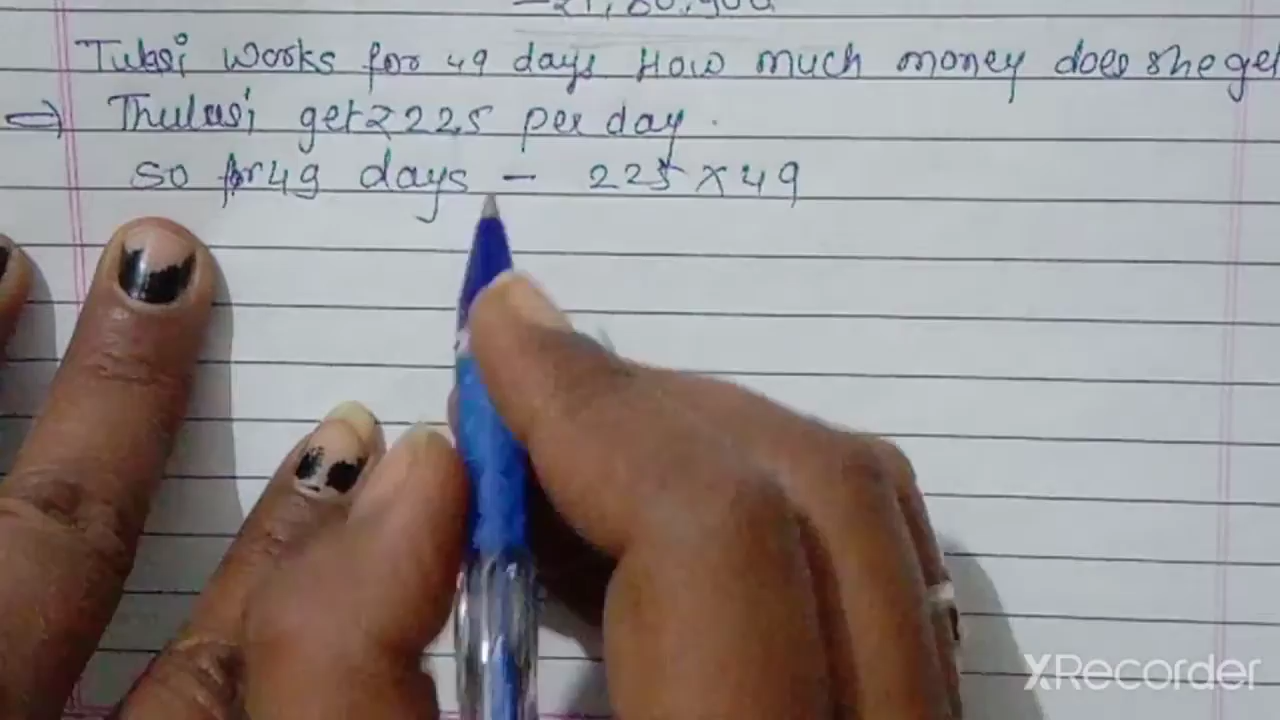 Tulasi works for 49 days How much money does she get
⇒ Thulasi get ₹225 per day.
So for 49 days - 225 × 49
XRecorder